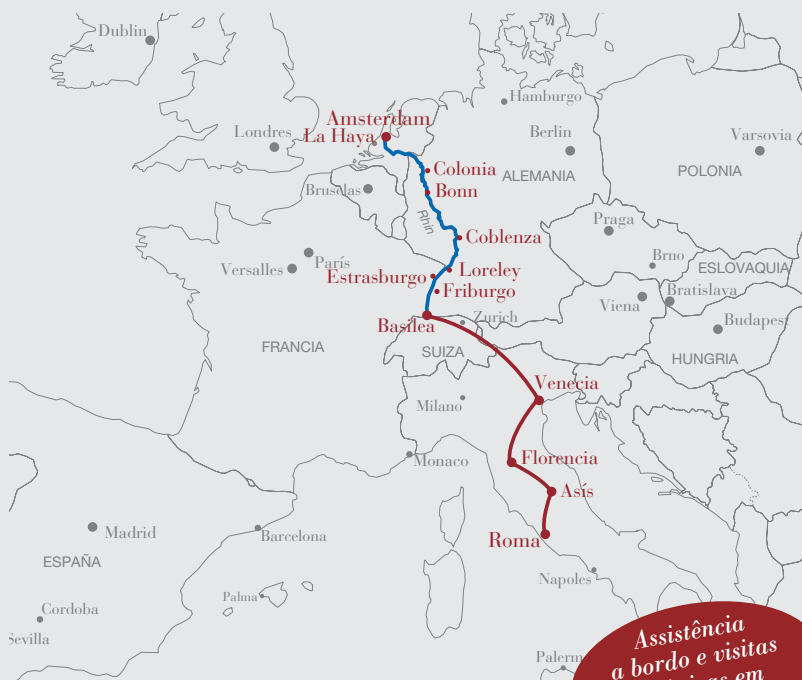 Dublin
Hamburgo
Amsterdam
Londres
La Haya
Berlin
Varsovia
Colonia
ALEMANIA
POLONIA
Bruselas
Bonn
Rhin
Praga
Coblenza
Brno
París
Versalles
Loreley
ESLOVAQUIA
Estrasburgo
Friburgo
Viena
Bratislava
Basilea
Zurich
Budapest
FRANCIA
SUIZA
HUNGRIA
Venecia
Milano
Monaco
Florencia
Asís
Madrid
Barcelona
Roma
ESPAÑA
Napoles
Palma
Cordoba
Sevilla
Palerm
Assistência
a bordo e visitas
em